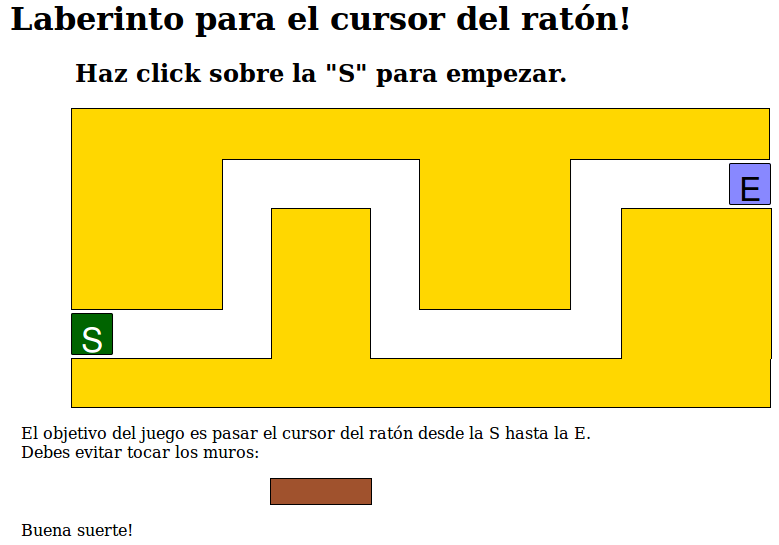 Laberinto para el cursor del ratón!
Haz click sobre la "S" para empezar.
E
S
El objetivo del juego es pasar el cursor del ratón desde la S hasta la E.
Debes evitar tocar los muros:
Buena suerte!